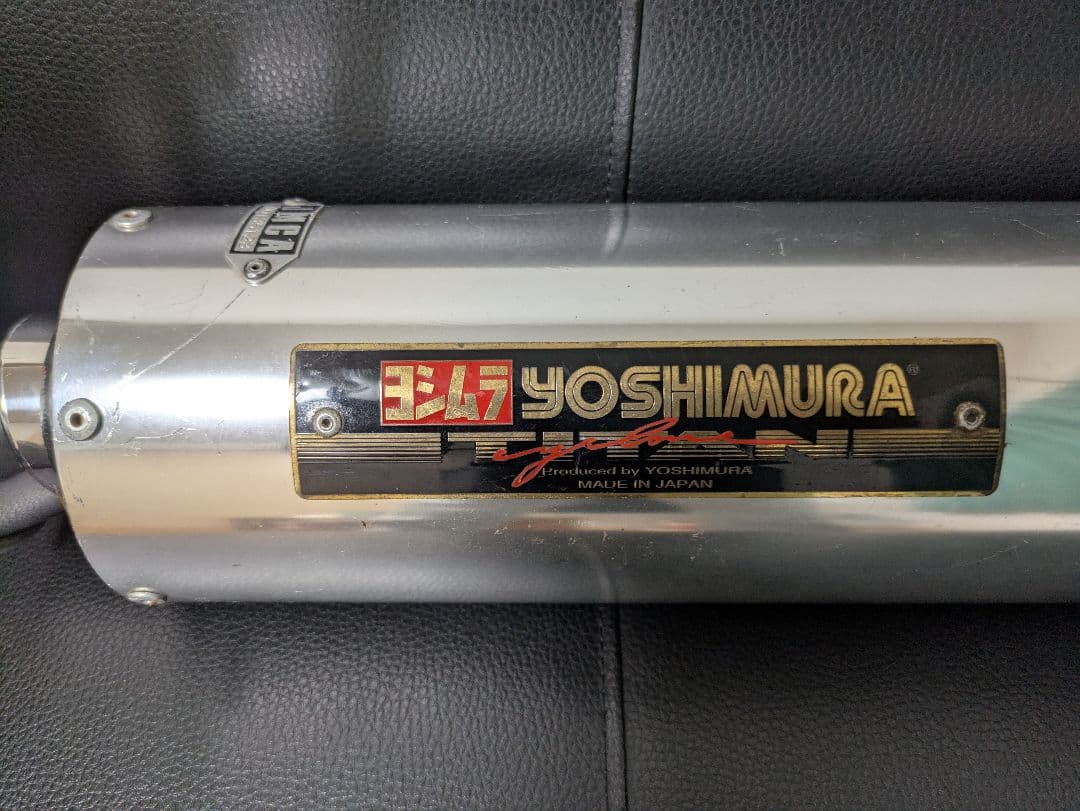 JMCA
ヨシムラ YOSHIMURA®
TITAN
cyclone
Produced by YOSHIMURA
MADE IN JAPAN